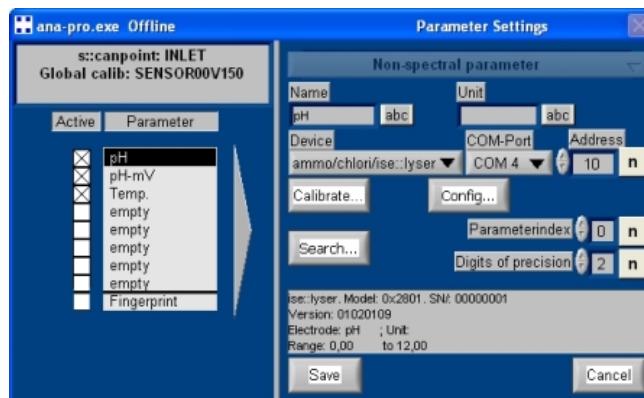 ana-pro.exe Offline
Parameter Settings
s::canpoint: INLET
Global calib: SENSOR00V150
Active
Parameter
pH
pH-mV
Temp.
empty
empty
empty
empty
empty
Fingerprint
Non-spectral parameter
Name
Unit
pH
abc
abc
Device
COM-Port
Address
ammo/chlori/ise::lyser
COM 4
10
n
Calibrate...
Config...
Parameterindex
0
n
Search...
Digits of precision
2
n
ise::lyser. Model: 0x2801. SN/: 00000001
Version: 01020109
Electrode: pH ; Unit:
Range: 0,00 to 12,00
Save
Cancel